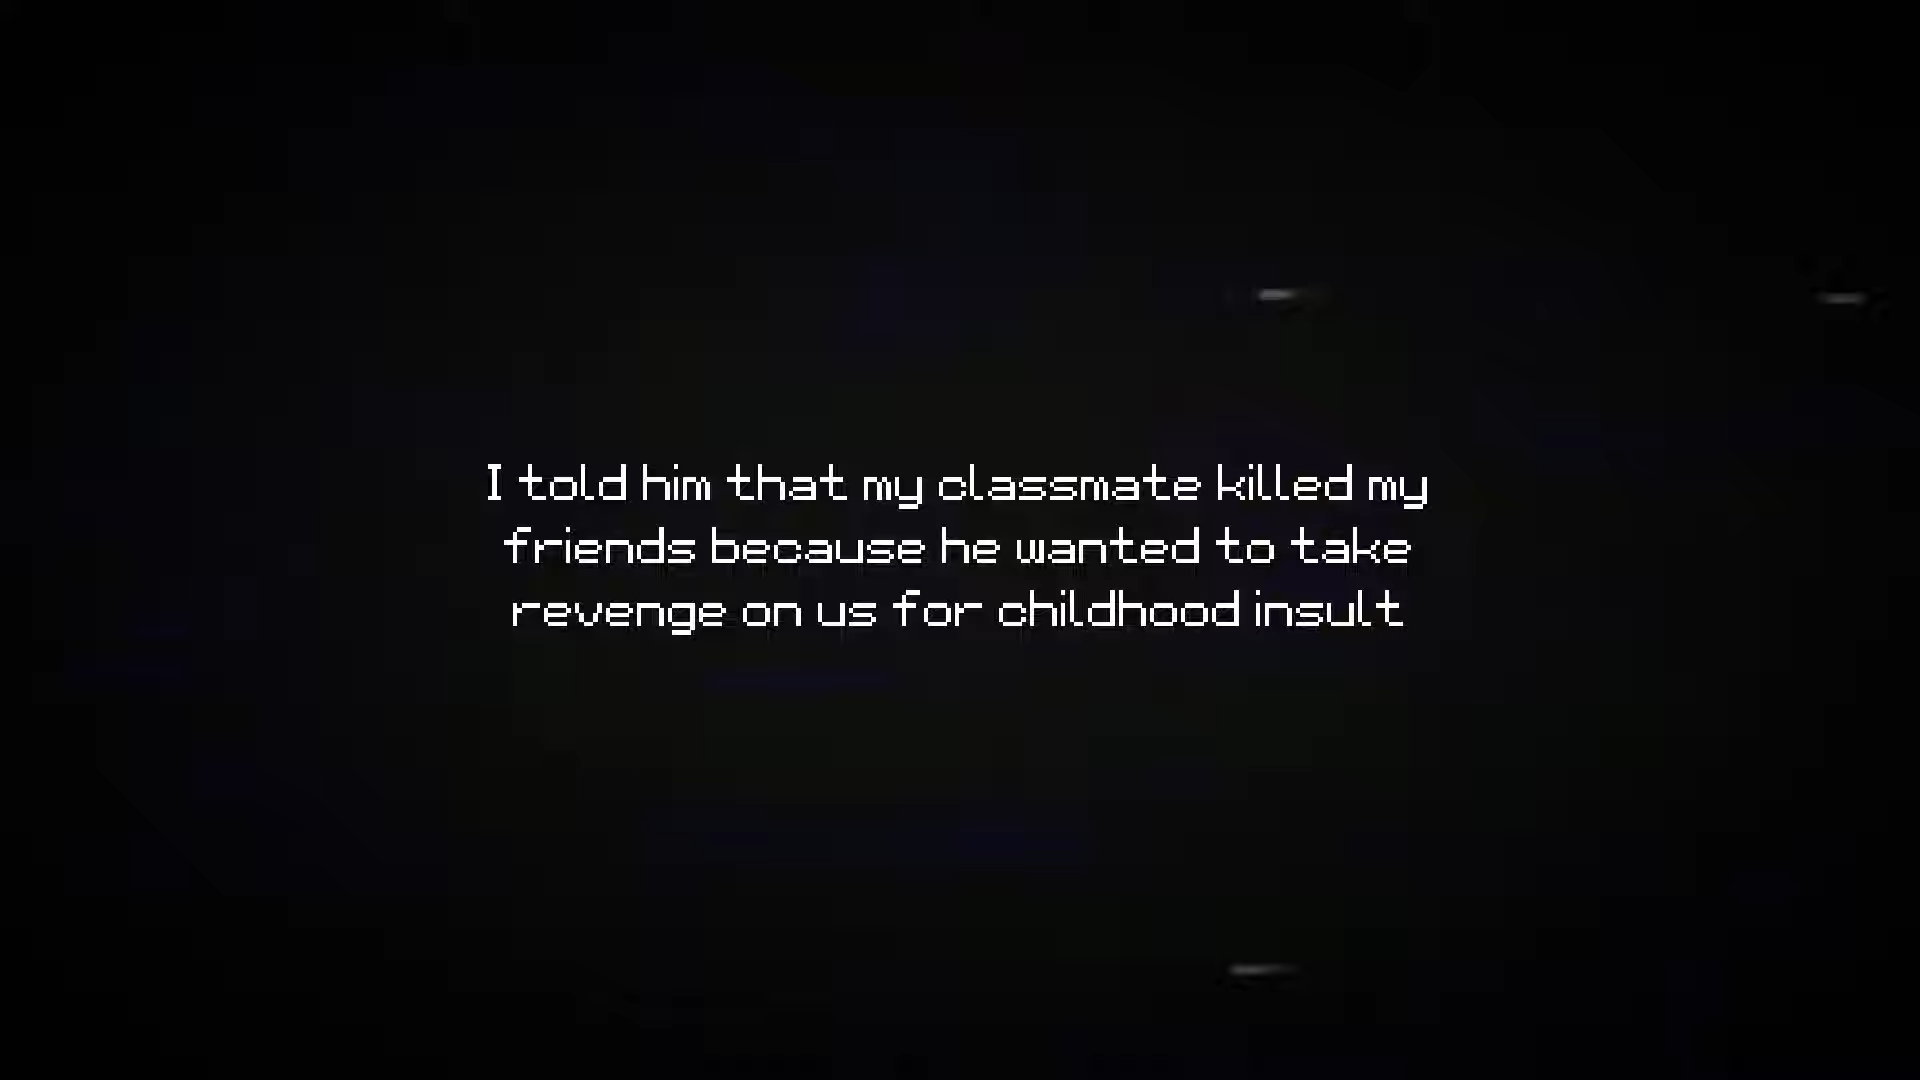 I told him that my classmate killed my
friends because he wanted to take
revenge on us for childhood insult